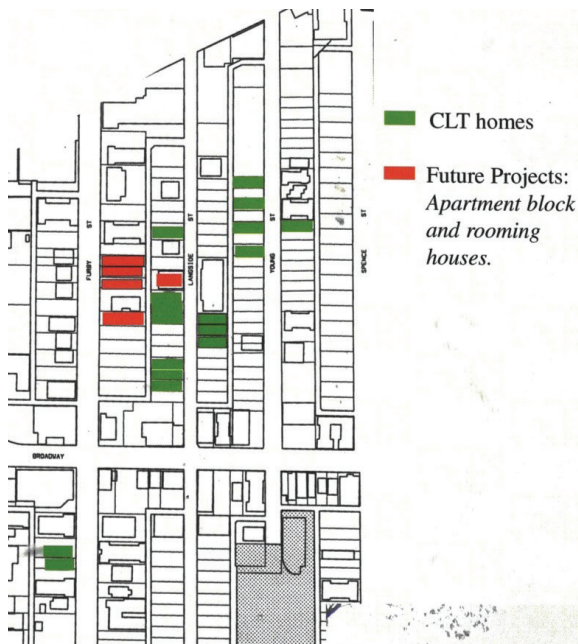 CLT homes
Future Projects:
Apartment block
and rooming
houses.
FURBY ST
LANGSIDE ST
YOUNG ST
SPENCE ST
BROADWAY